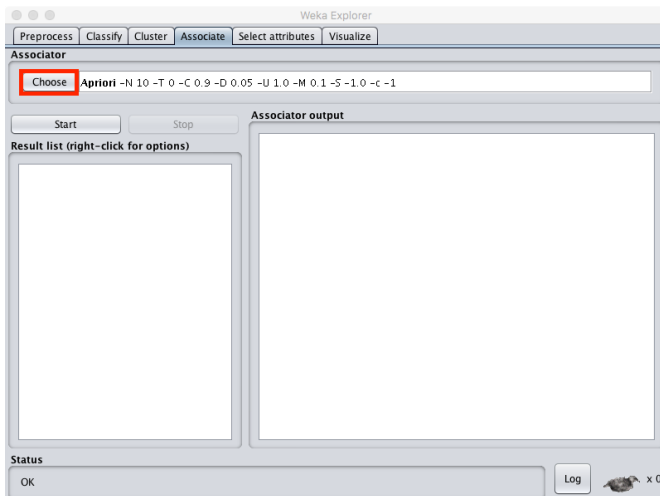 Weka Explorer
Preprocess Classify Cluster Associate Select attributes Visualize
Associator
Choose Apriori -N 10 -T 0 -C 0.9 -D 0.05 -U 1.0 -M 0.1 -S -1.0 -c -1
Start Stop
Associator output
Result list (right-click for options)
Status
OK
Log
x 0